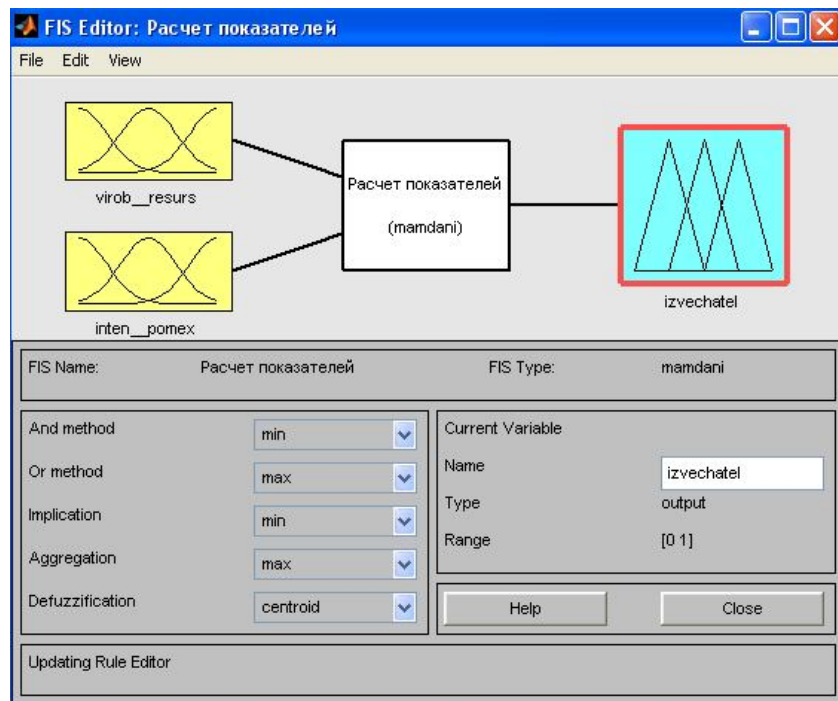 FIS Editor: Расчет показателей
File Edit View
virob__resurs
Расчет показателей
(mamdani)
inten__pomex
izvechatel
FIS Name: Расчет показателей FIS Type: mamdani
And method min
Or method max
Implication min
Aggregation max
Defuzzification centroid
Current Variable
Name izvechatel
Type output
Range [0 1]
Help Close
Updating Rule Editor